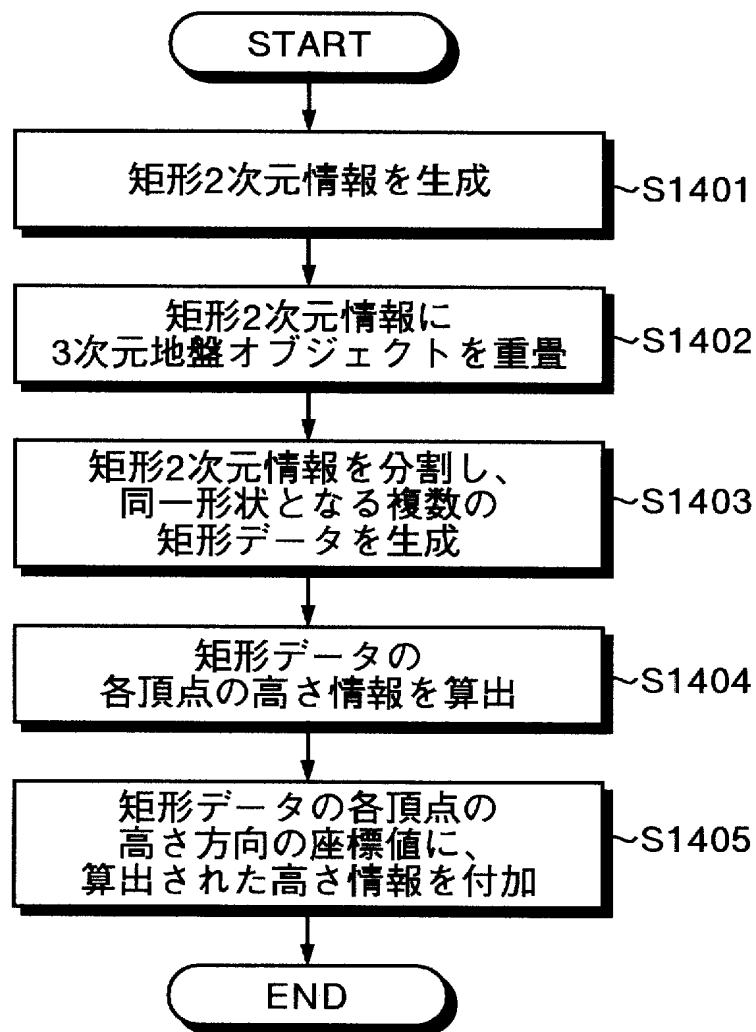 START
矩形2次元情報を生成
~S1401
矩形2次元情報に
3次元地盤オブジェクトを重畳
~S1402
矩形2次元情報を分割し、
同一形状となる複数の
矩形データを生成
~S1403
矩形データの
各頂点の高さ情報を算出
~S1404
矩形データの各頂点の
高さ方向の座標値に、
算出された高さ情報を付加
~S1405
END